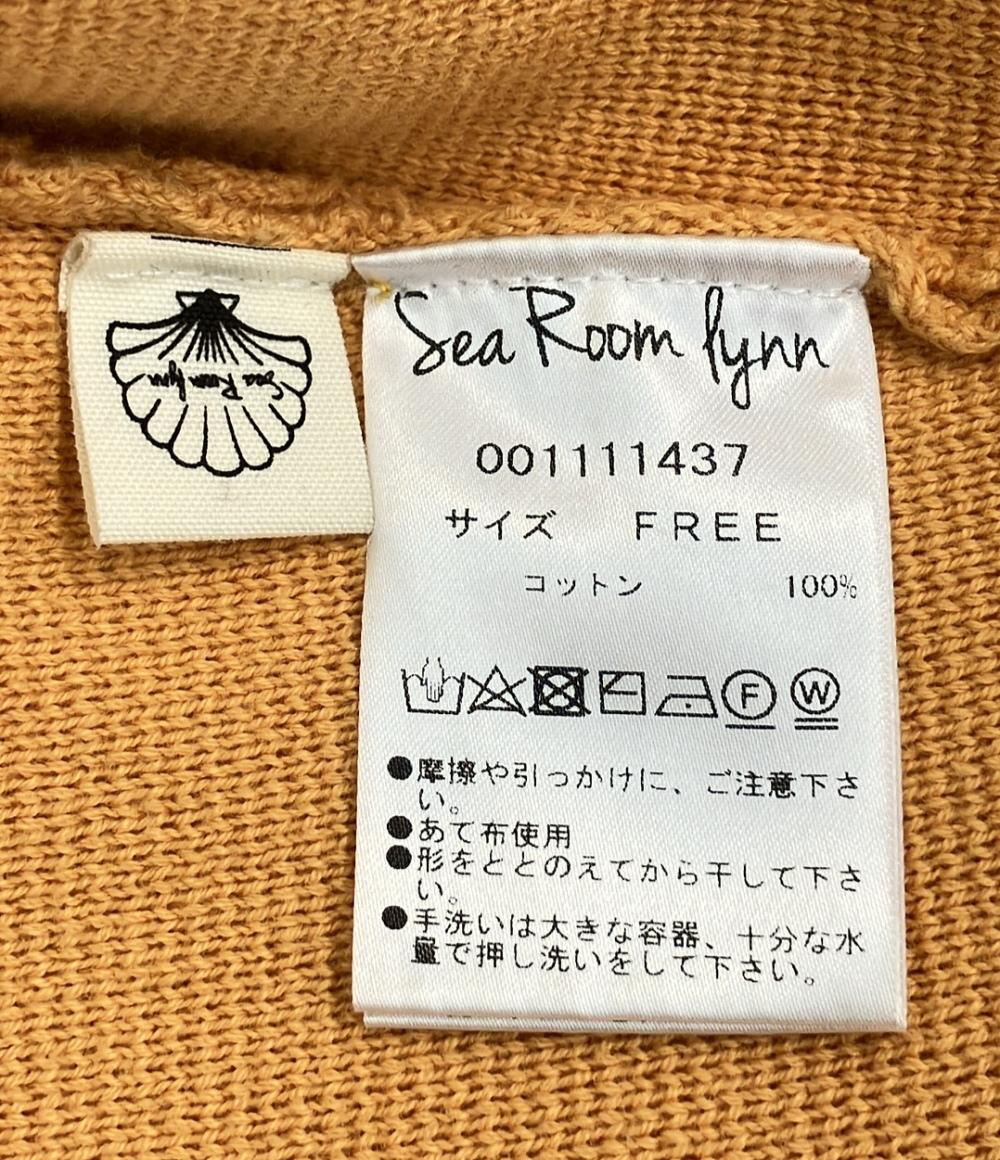 Sea Room lynn
Sea Room lynn
001111437
サイズ FREE
コットン 100%
F W
●摩擦や引っかけに、ご注意下さ
い。
●あて布使用
●形をととのえてから干して下さ
い。
●手洗いは大きな容器、十分な水
量で押し洗いをして下さい。